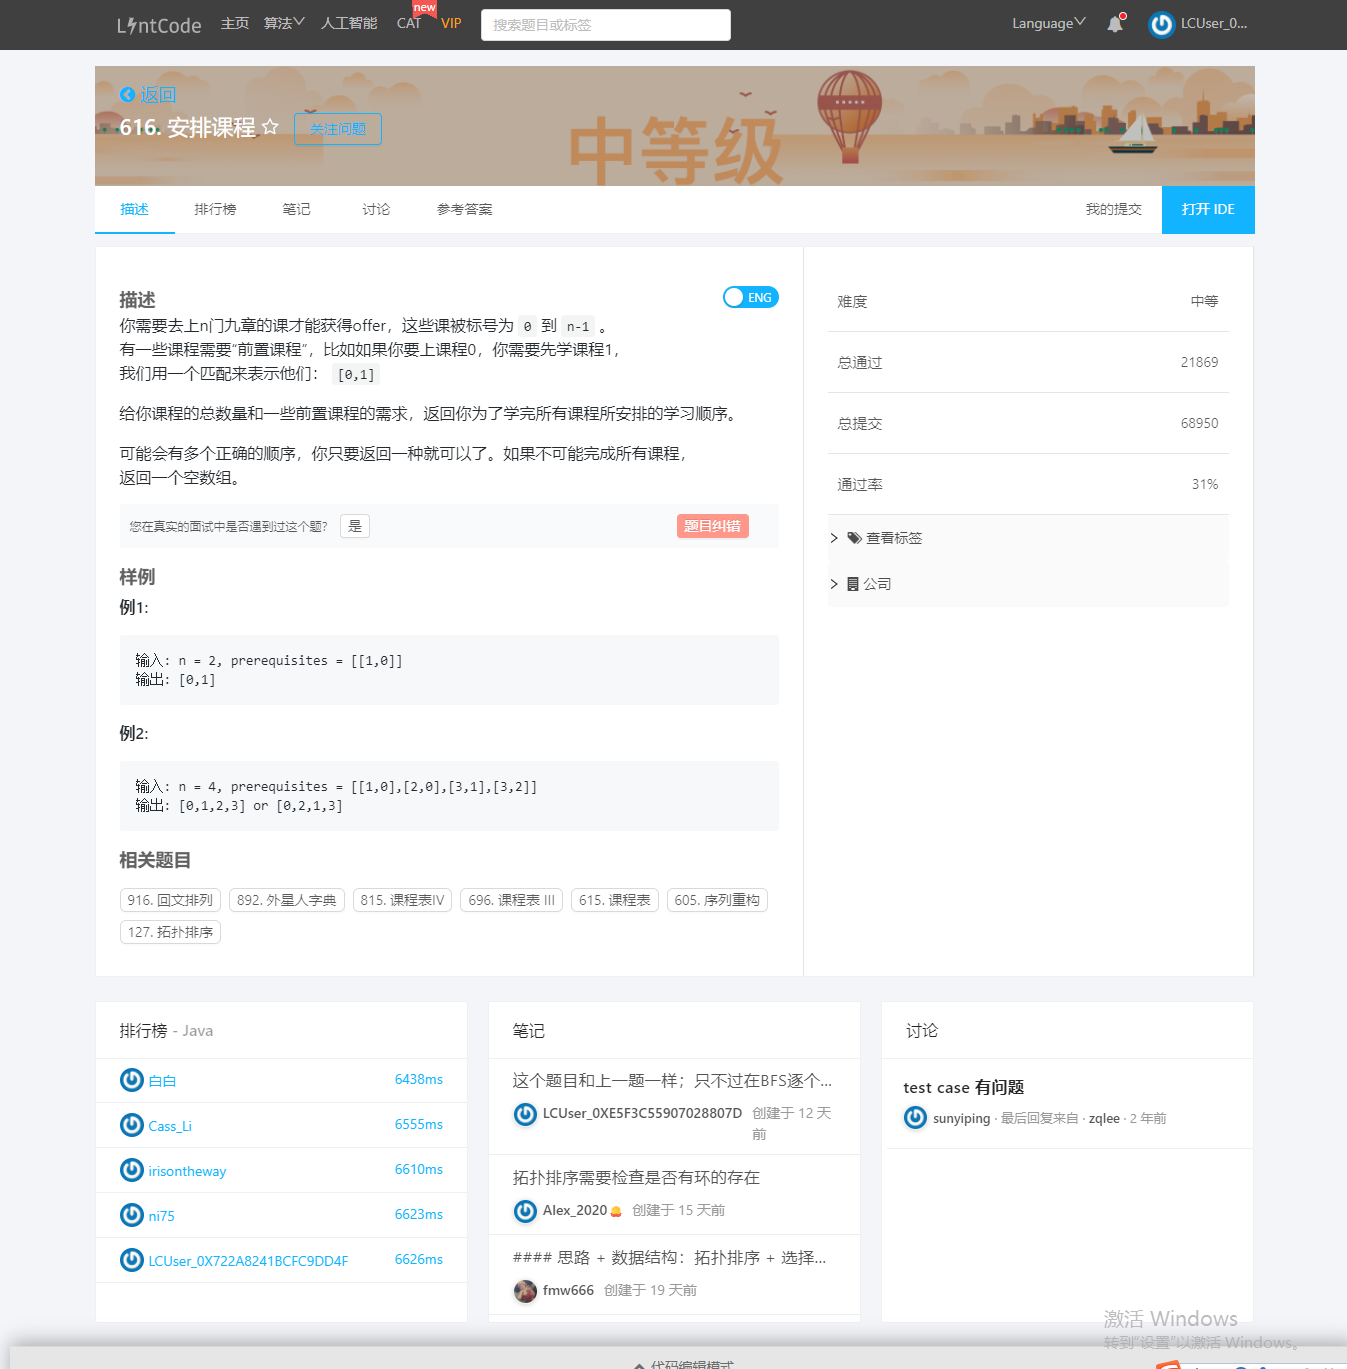 LintCode 主页 算法 人工智能 CAT new VIP 搜索题目或标签 Language LCUser_0...
返回
616. 安排课程 关注问题
中等级
描述 排行榜 笔记 讨论 参考答案 我的提交 打开 IDE
描述 ENG
你需要去上n门九章的课才能获得offer，这些课被标号为 0 到 n-1 。
有一些课程需要“前置课程”，比如如果你要上课程0，你需要先学课程1，
我们用一个匹配来表示他们： [0,1]
给你课程的总数量和一些前置课程的需求，返回你为了学完所有课程所安排的学习顺序。
可能会有多个正确的顺序，你只要返回一种就可以了。如果不可能完成所有课程，
返回一个空数组。
您在真实的面试中是否遇到过这个题? 是 题目纠错
样例
例1:
输入: n = 2, prerequisites = [[1,0]]
输出: [0,1]
例2:
输入: n = 4, prerequisites = [[1,0],[2,0],[3,1],[3,2]]
输出: [0,1,2,3] or [0,2,1,3]
相关题目
916. 回文排列 892. 外星人字典 815. 课程表IV 696. 课程表 III 615. 课程表 605. 序列重构
127. 拓扑排序
难度 中等
总通过 21869
总提交 68950
通过率 31%
查看标签
公司
排行榜 - Java
白白 6438ms
Cass_Li 6555ms
irisontheway 6610ms
ni75 6623ms
LCUser_0X722A8241BCFC9DD4F 6626ms
笔记
这个题目和上一题一样；只不过在BFS逐个...
LCUser_0XE5F3C55907028807D 创建于 12 天
前
拓扑排序需要检查是否有环的存在
Alex_2020 创建于 15 天前
#### 思路 + 数据结构：拓扑排序 + 选择...
fmw666 创建于 19 天前
讨论
test case 有问题
sunyiping · 最后回复来自 · zqlee · 2 年前
激活 Windows
转到“设置”以激活 Windows。
代码编辑模式